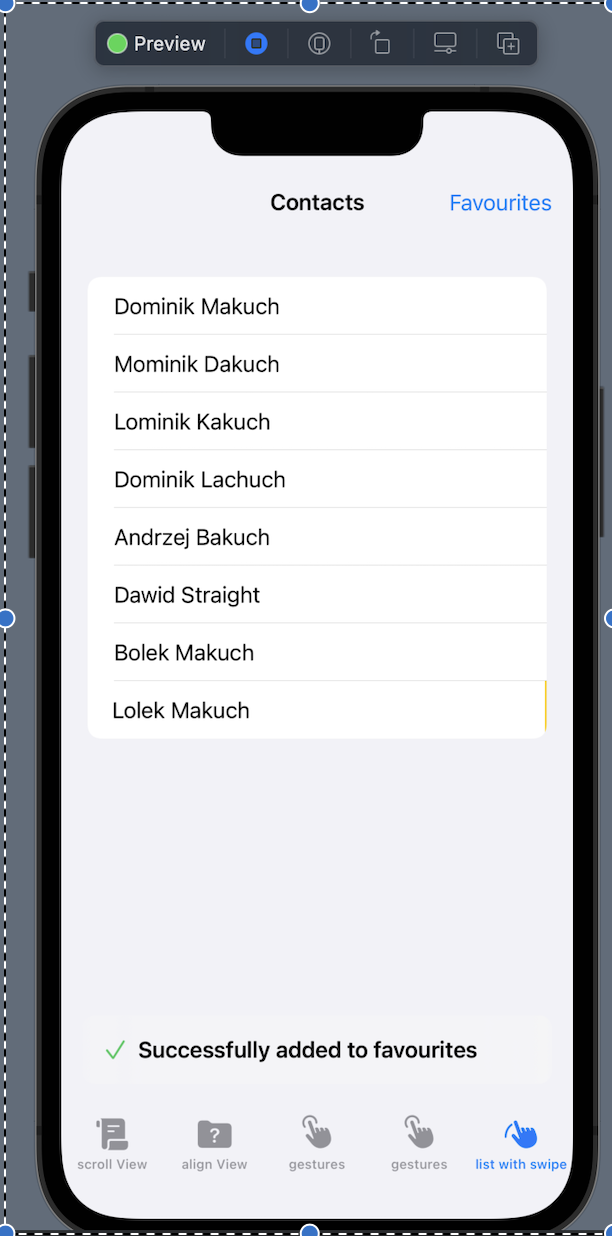 Preview
Contacts
Favourites
Dominik Makuch
Mominik Dakuch
Lominik Kakuch
Dominik Lachuch
Andrzej Bakuch
Dawid Straight
Bolek Makuch
Lolek Makuch
Successfully added to favourites
scroll View
align View
gestures
gestures
list with swipe